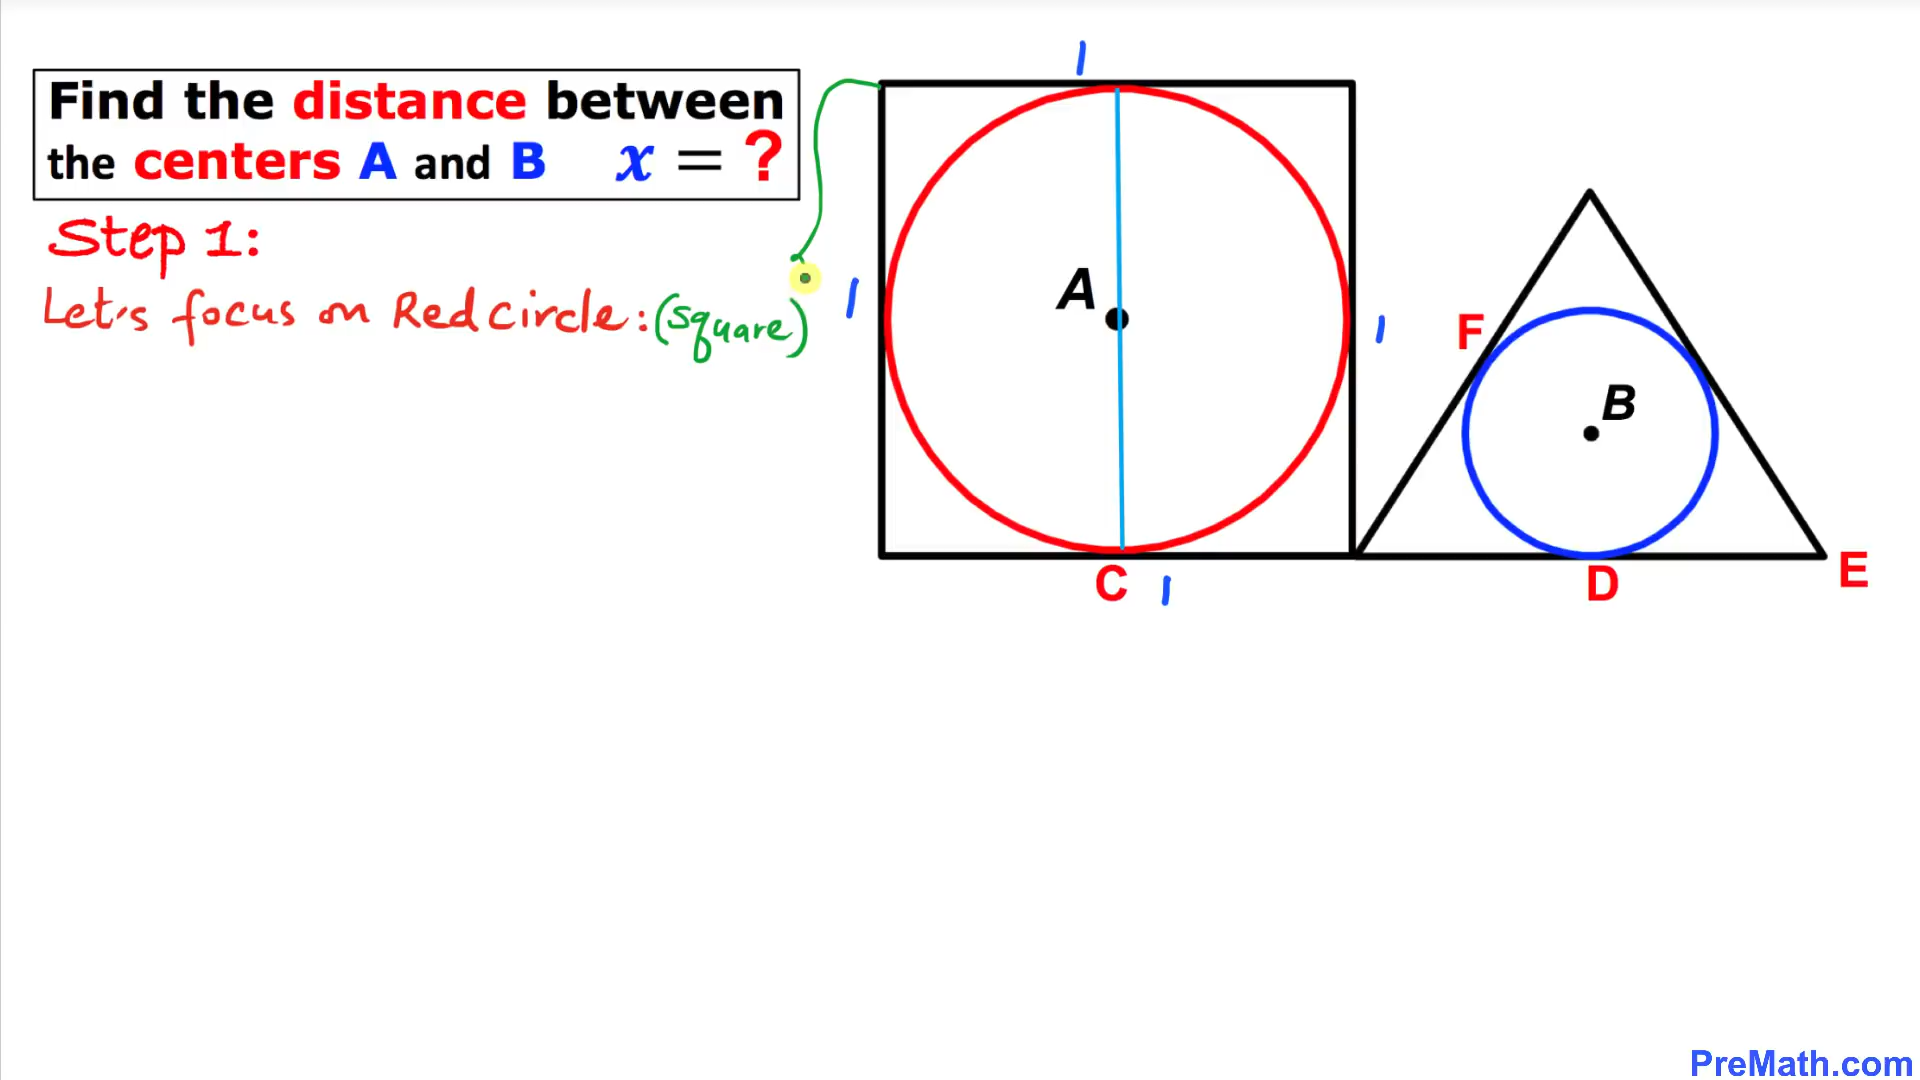 Find the distance between
the centers A and B x = ?
Step 1:
Let's focus on Red circle: (square)
1
A
1
1
C
1
F
B
D
E
PreMath.com